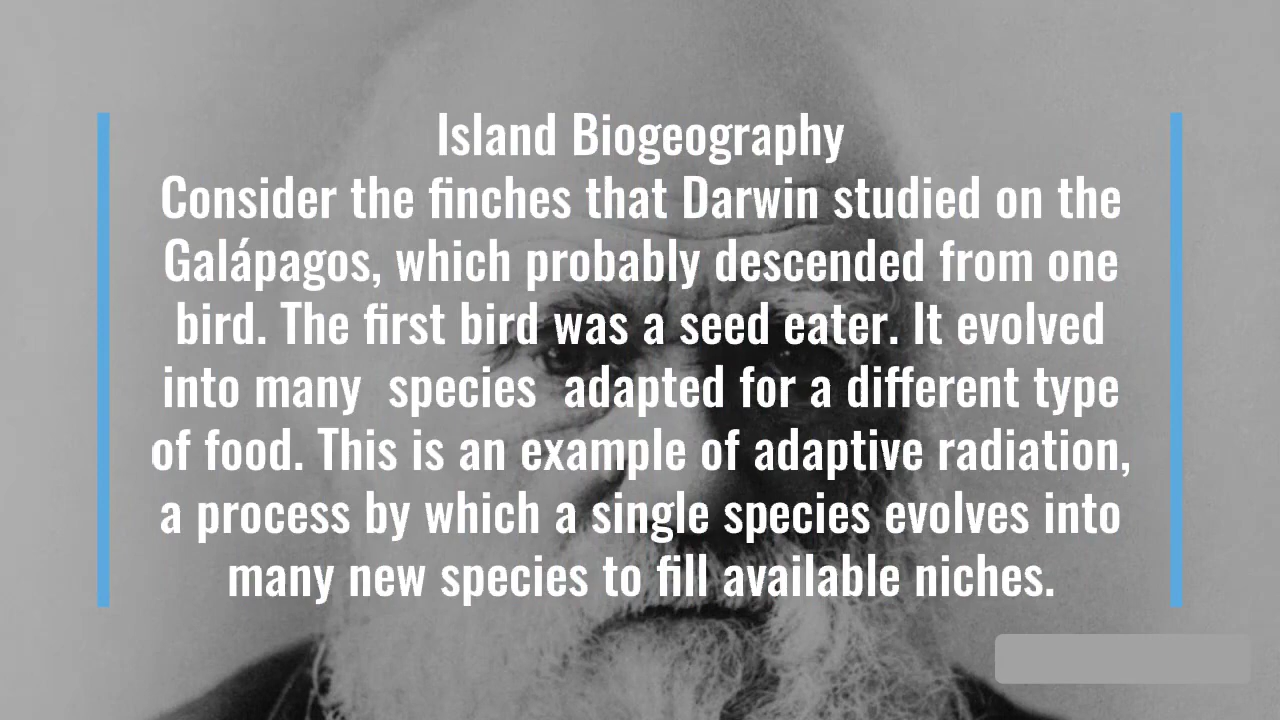 Island Biogeography
Consider the finches that Darwin studied on the
Galápagos, which probably descended from one
bird. The first bird was a seed eater. It evolved
into many  species  adapted for a different type
of food. This is an example of adaptive radiation,
a process by which a single species evolves into
many new species to fill available niches.